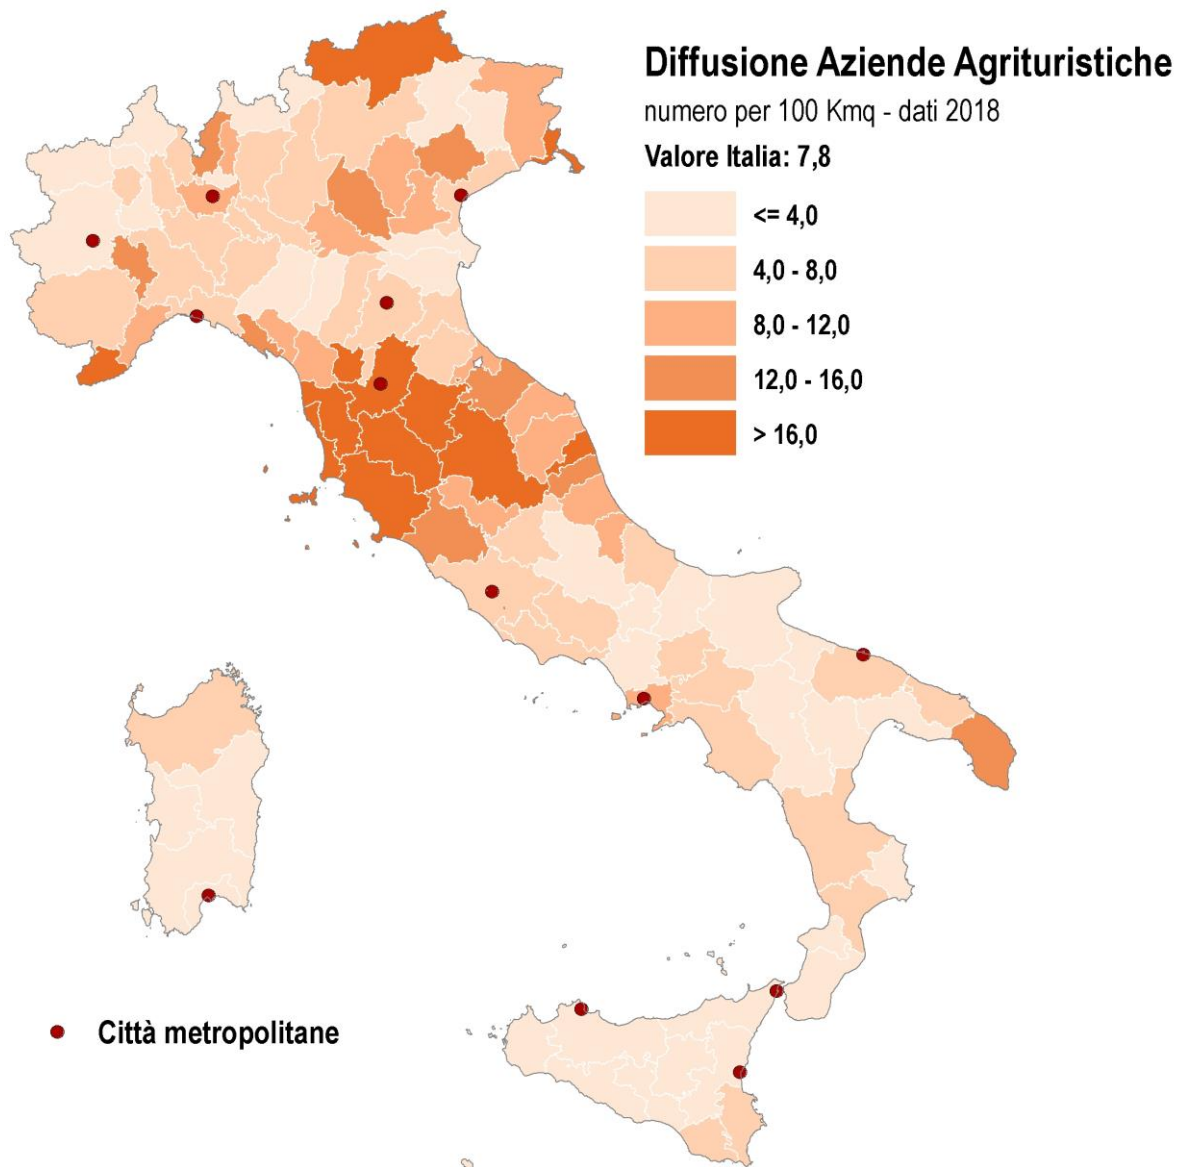 Diffusione Aziende Agrituristiche
numero per 100 Kmq - dati 2018
Valore Italia: 7,8
<= 4,0
4,0 - 8,0
8,0 - 12,0
12,0 - 16,0
> 16,0
Città metropolitane